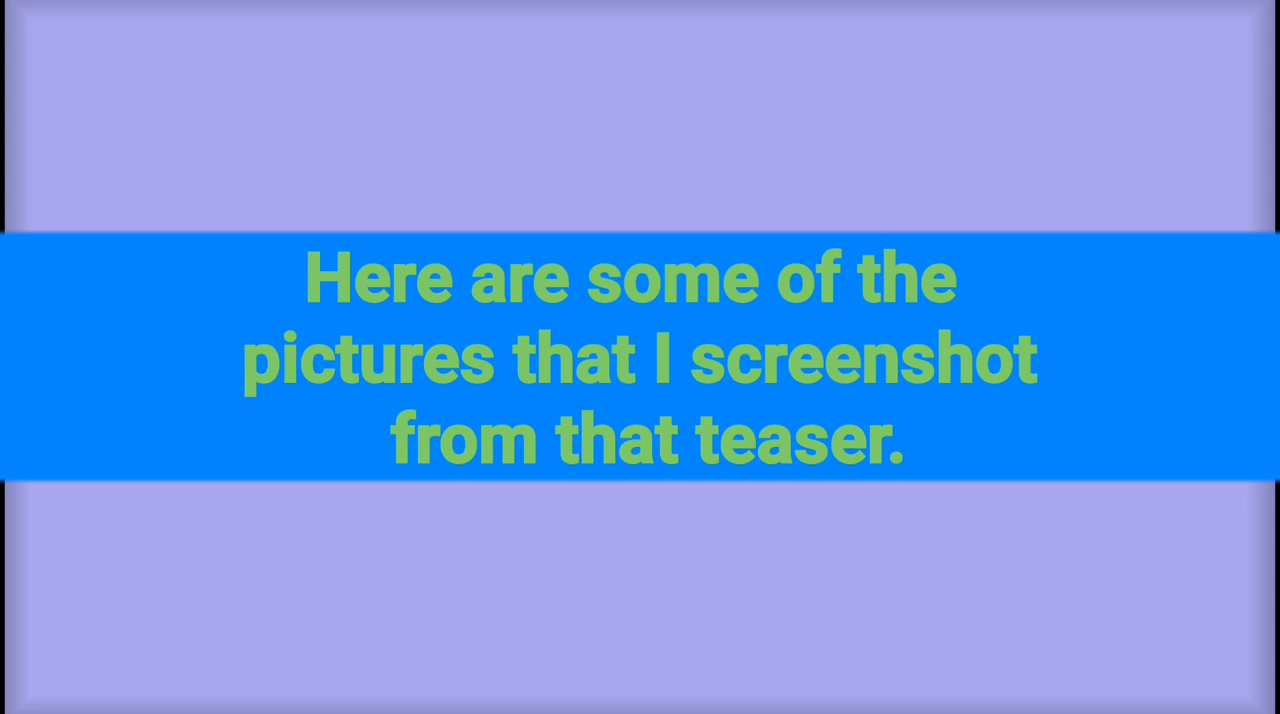 Here are some of the
pictures that I screenshot
from that teaser.